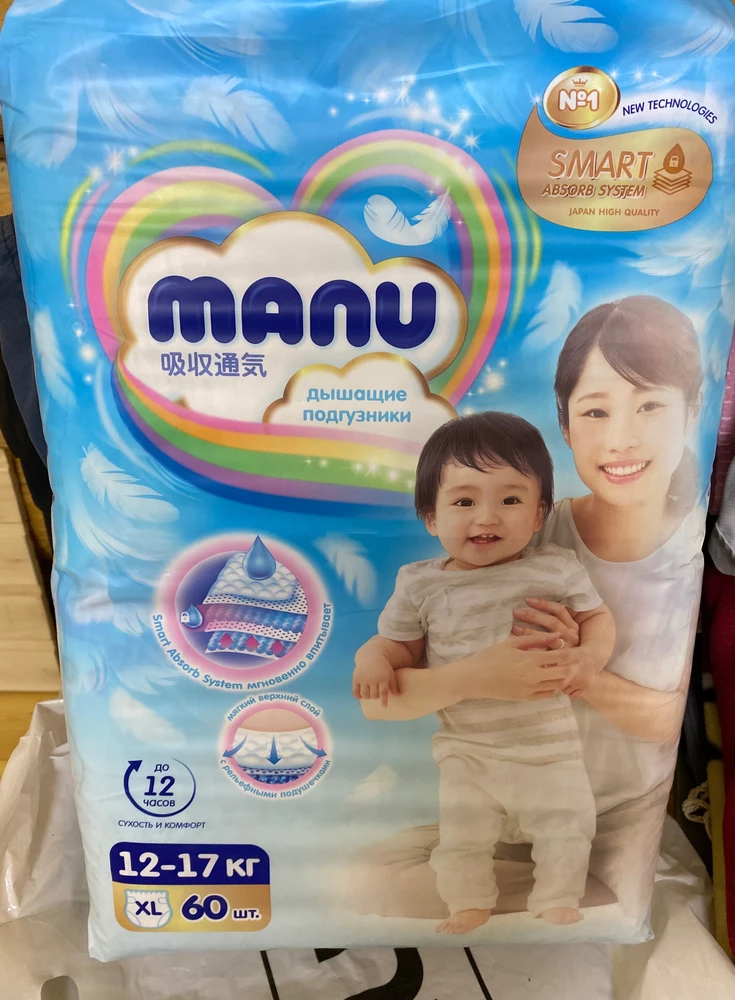 №1
NEW TECHNOLOGIES
SMART
ABSORB SYSTEM
JAPAN HIGH QUALITY
manu
吸収通気
дышащие
подгузники
Smart Absorb System мгновенно впитывает
мягкий верхний слой
с рельефными подушечками
до
12
часов
СУХОСТЬ И КОМФОРТ
12-17 кг
XL 60 шт.